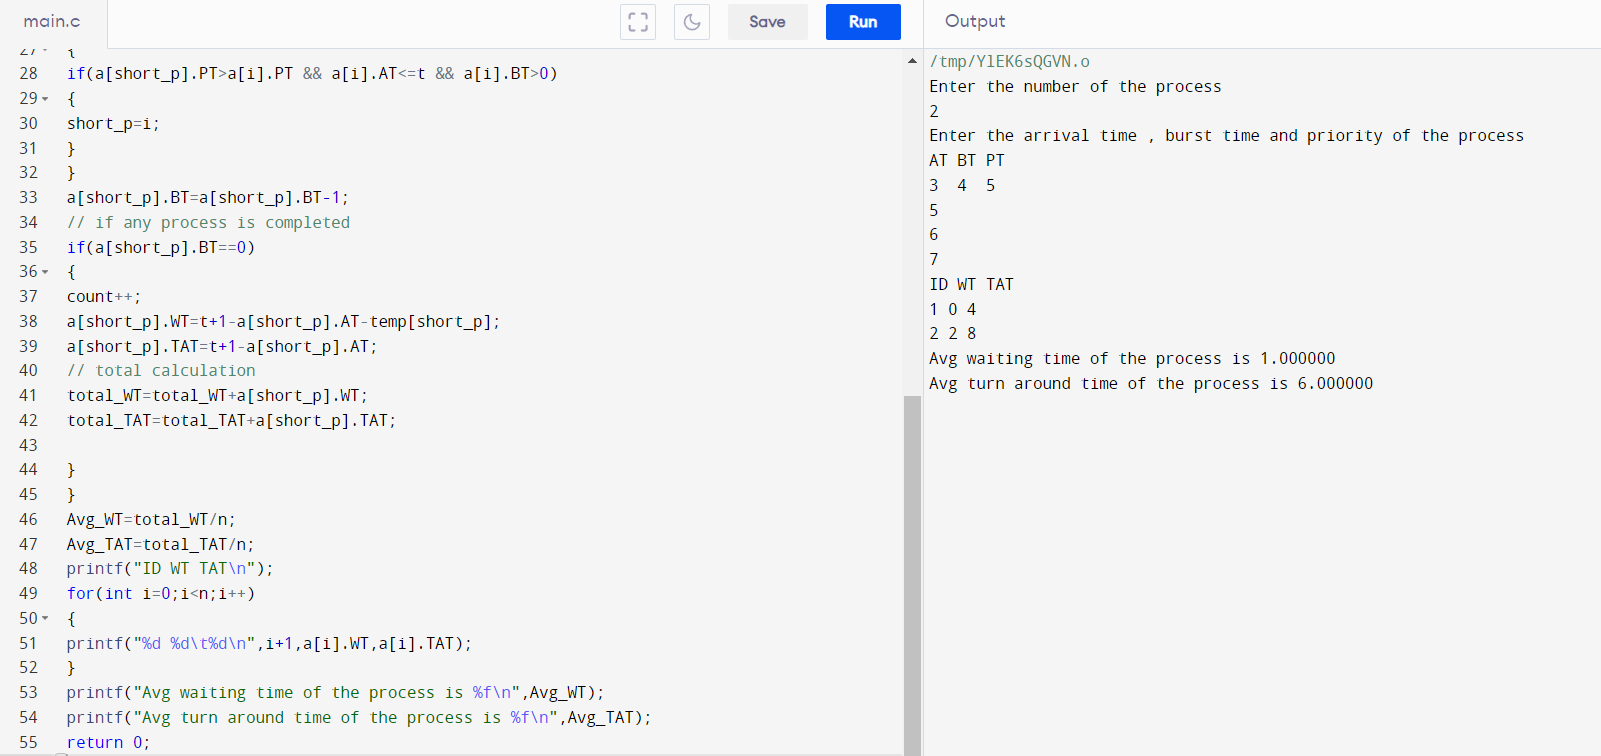 main.c
Save
Run
Output
27 {
28 if(a[short_p].PT>a[i].PT && a[i].AT<=t && a[i].BT>0)
29 {
30 short_p=i;
31 }
32 }
33 a[short_p].BT=a[short_p].BT-1;
34 // if any process is completed
35 if(a[short_p].BT==0)
36 {
37 count++;
38 a[short_p].WT=t+1-a[short_p].AT-temp[short_p];
39 a[short_p].TAT=t+1-a[short_p].AT;
40 // total calculation
41 total_WT=total_WT+a[short_p].WT;
42 total_TAT=total_TAT+a[short_p].TAT;
43
44 }
45 }
46 Avg_WT=total_WT/n;
47 Avg_TAT=total_TAT/n;
48 printf("ID WT TAT\n");
49 for(int i=0;i<n;i++)
50 {
51 printf("%d %d\t%d\n",i+1,a[i].WT,a[i].TAT);
52 }
53 printf("Avg waiting time of the process is %f\n",Avg_WT);
54 printf("Avg turn around time of the process is %f\n",Avg_TAT);
55 return 0;
/tmp/YlEK6sQGVN.o
Enter the number of the process
2
Enter the arrival time , burst time and priority of the process
AT BT PT
3 4 5
5
6
7
ID WT TAT
1 0 4
2 2 8
Avg waiting time of the process is 1.000000
Avg turn around time of the process is 6.000000